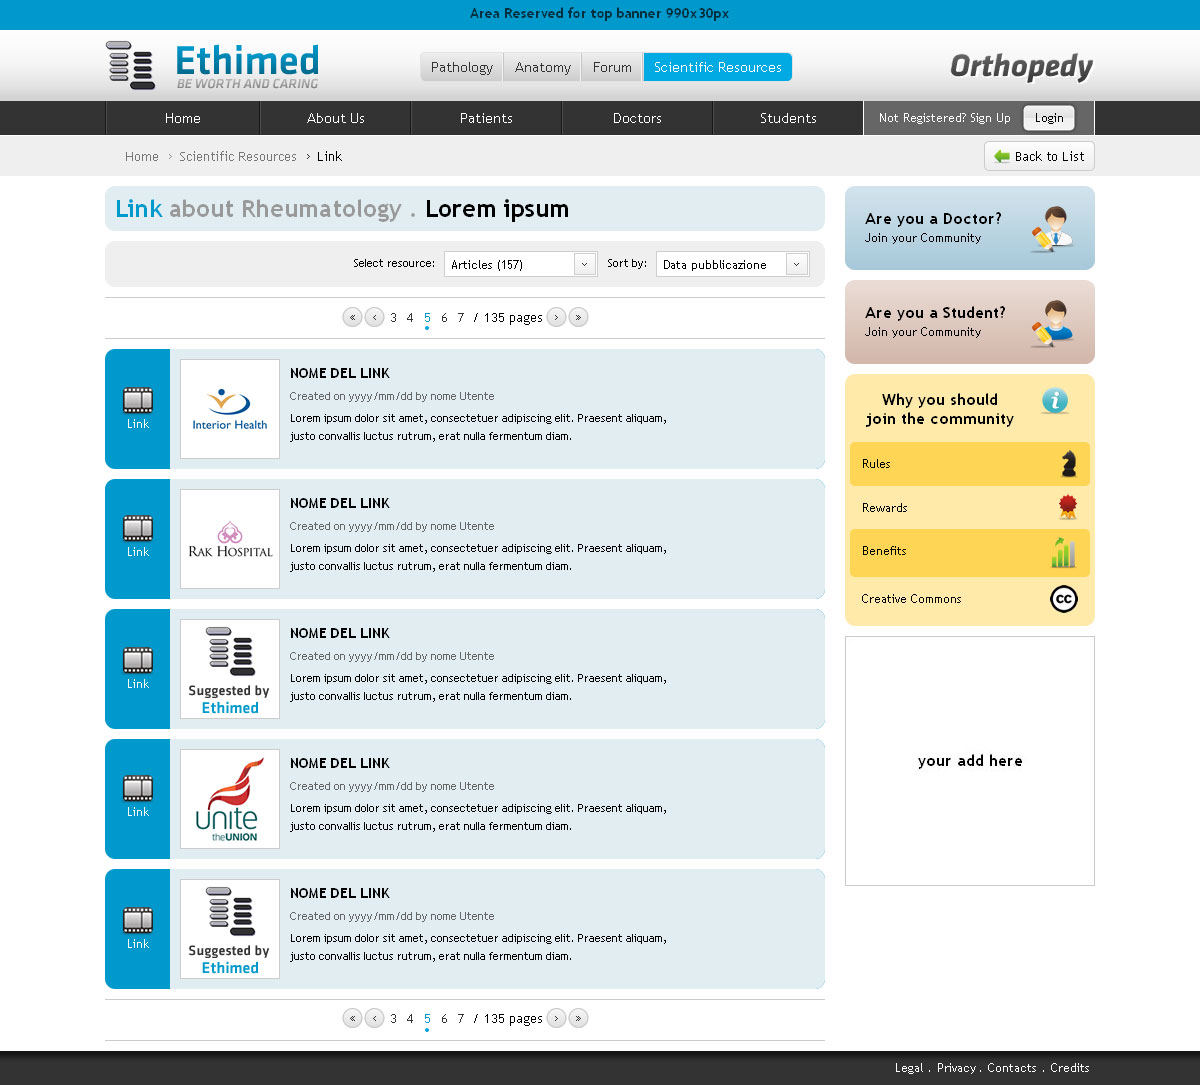 Area Reserved for top banner 990x30px
Ethimed
BE WORTH AND CARING
Pathology Anatomy Forum Scientific Resources
Orthopedy
Home About Us Patients Doctors Students Not Registered? Sign Up Login
Home › Scientific Resources › Link
Back to List
Link about Rheumatology . Lorem ipsum
Select resource: Articles (157) Sort by: Data pubblicazione
« ‹ 3 4 5 6 7 / 135 pages › »
Link
Interior Health
NOME DEL LINK
Created on yyyy/mm/dd by nome Utente
Lorem ipsum dolor sit amet, consectetuer adipiscing elit. Praesent aliquam,
justo convallis luctus rutrum, erat nulla fermentum diam.
Link
RAK HOSPITAL
NOME DEL LINK
Created on yyyy/mm/dd by nome Utente
Lorem ipsum dolor sit amet, consectetuer adipiscing elit. Praesent aliquam,
justo convallis luctus rutrum, erat nulla fermentum diam.
Link
Suggested by
Ethimed
NOME DEL LINK
Created on yyyy/mm/dd by nome Utente
Lorem ipsum dolor sit amet, consectetuer adipiscing elit. Praesent aliquam,
justo convallis luctus rutrum, erat nulla fermentum diam.
Link
unite
the UNION
NOME DEL LINK
Created on yyyy/mm/dd by nome Utente
Lorem ipsum dolor sit amet, consectetuer adipiscing elit. Praesent aliquam,
justo convallis luctus rutrum, erat nulla fermentum diam.
Link
Suggested by
Ethimed
NOME DEL LINK
Created on yyyy/mm/dd by nome Utente
Lorem ipsum dolor sit amet, consectetuer adipiscing elit. Praesent aliquam,
justo convallis luctus rutrum, erat nulla fermentum diam.
« ‹ 3 4 5 6 7 / 135 pages › »
Are you a Doctor?
Join your Community
Are you a Student?
Join your Community
Why you should
join the community
i
Rules
Rewards
Benefits
Creative Commons
cc
your add here
Legal . Privacy . Contacts . Credits